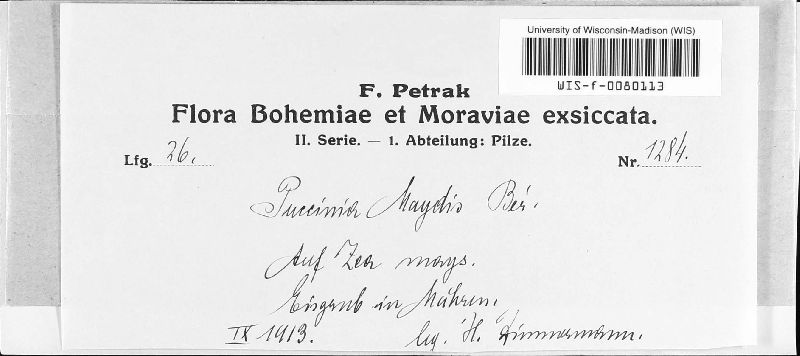 University of Wisconsin-Madison (WIS)
WIS-f-0080113
F. Petrak
Flora Bohemiae et Moraviae exsiccata.
II. Serie. — 1. Abteilung: Pilze.
Lfg. 26. Nr. 1284.
Puccinia Maydis Bér.
Auf Zea mays.
Eisgrub in Mähren.
IX 1913. leg. H. Zimmermann.